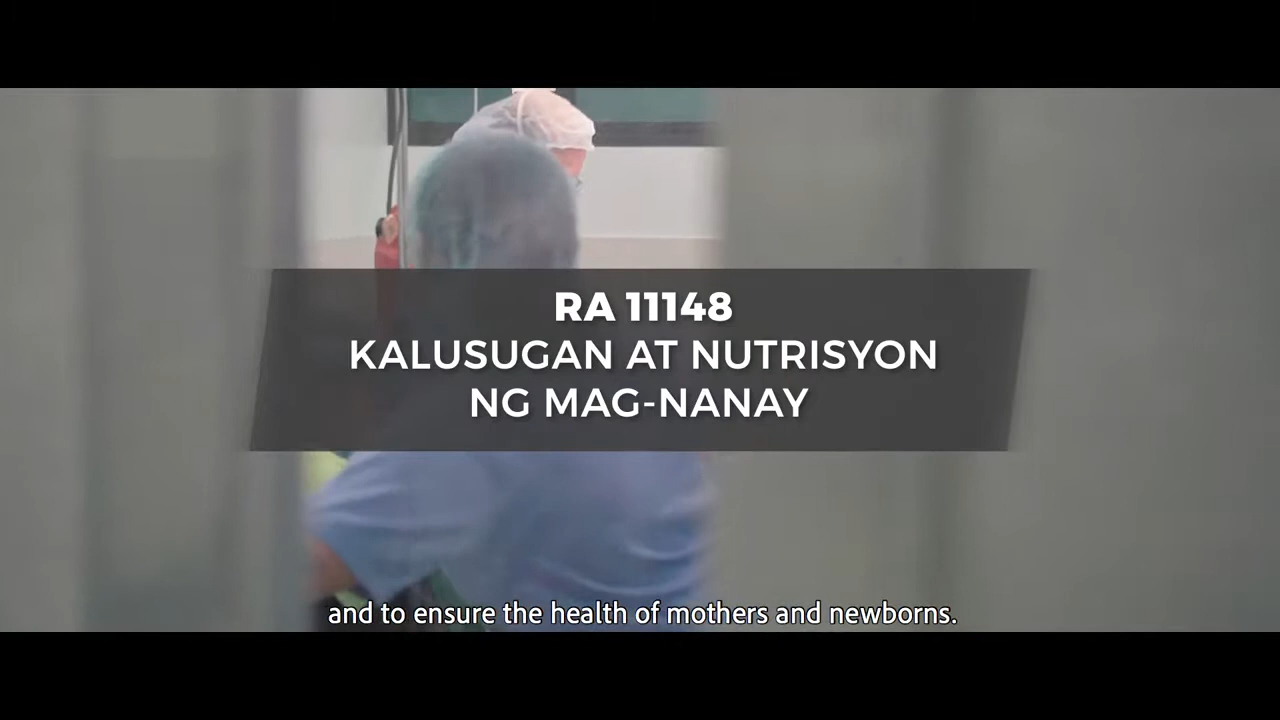 RA 11148
KALUSUGAN AT NUTRISYON
NG MAG-NANAY
and to ensure the health of mothers and newborns.